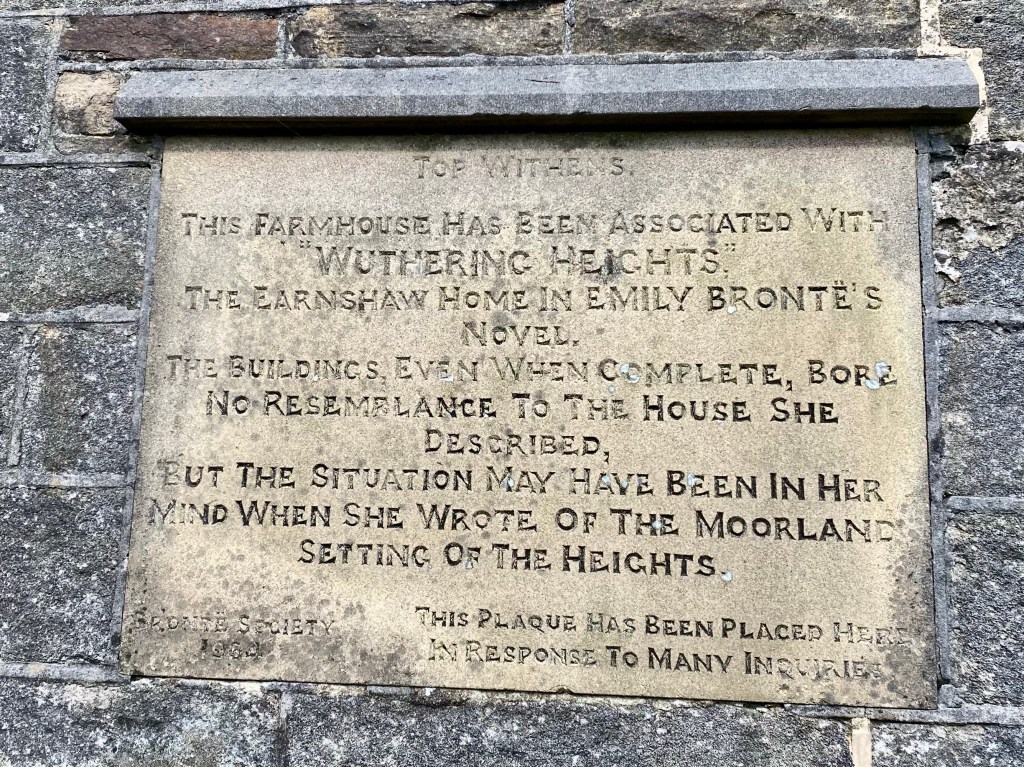 TOP WITHENS.
THIS FARMHOUSE HAS BEEN ASSOCIATED WITH
"WUTHERING HEIGHTS."
THE EARNSHAW HOME IN EMILY BRONTË'S
NOVEL.
THE BUILDINGS, EVEN WHEN COMPLETE, BORE
NO RESEMBLANCE TO THE HOUSE SHE
DESCRIBED,
BUT THE SITUATION MAY HAVE BEEN IN HER
MIND WHEN SHE WROTE OF THE MOORLAND
SETTING OF THE HEIGHTS.
BRONTË SOCIETY
THIS PLAQUE HAS BEEN PLACED HERE
IN RESPONSE TO MANY INQUIRIES